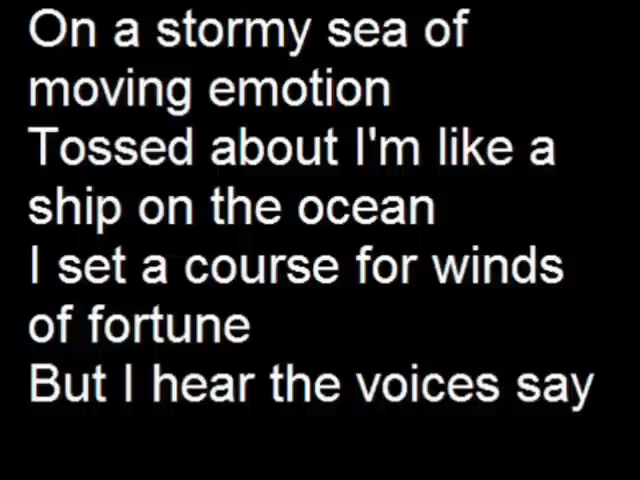 On a stormy sea of
moving emotion
Tossed about I'm like a
ship on the ocean
I set a course for winds
of fortune
But I hear the voices say